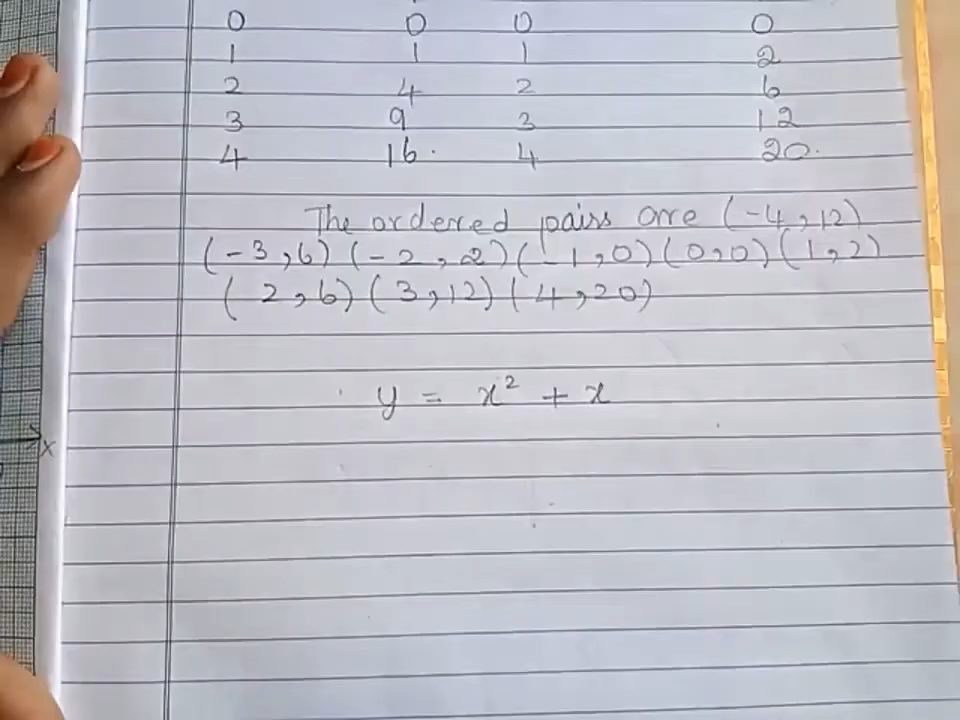 0 0 0 0
1 1 1 2
2 4 2 6
3 9 3 12
4 16. 4 20.
The ordered pairs are (-4, 12)
(-3, 6) (-2, 2) (-1, 0) (0, 0) (1, 2)
(2, 6) (3, 12) (4, 20)
y = x² + x
X